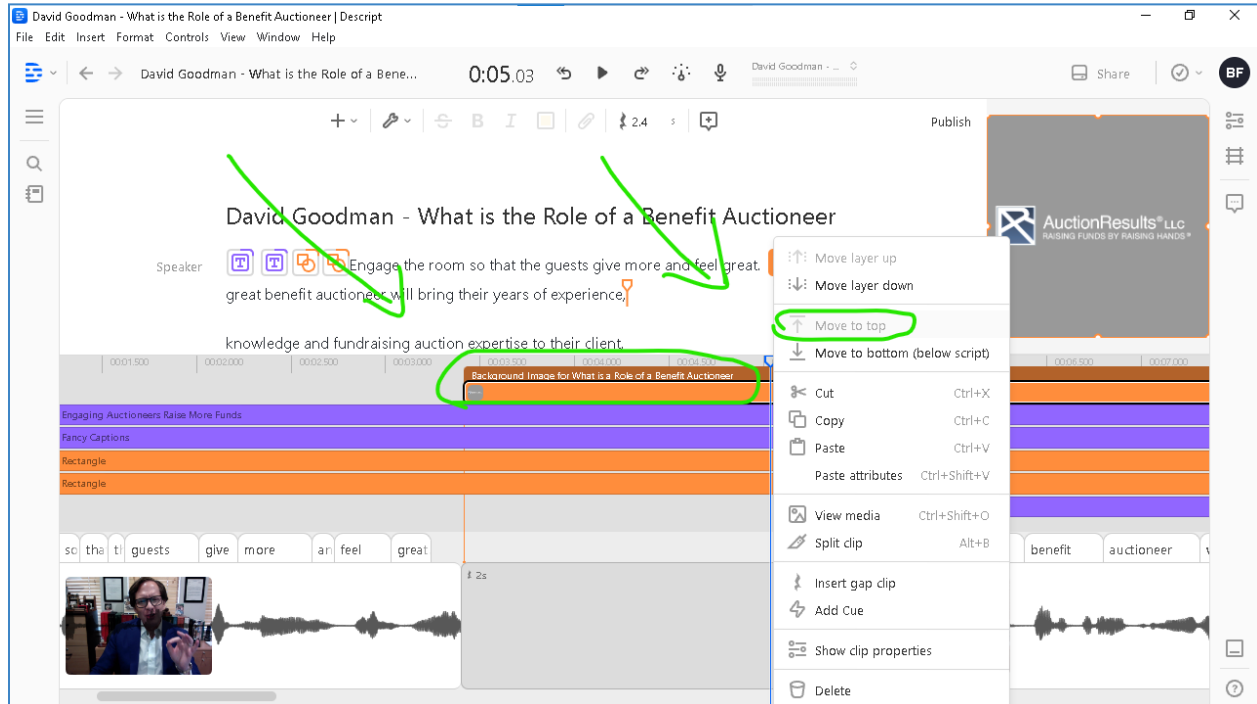 David Goodman - What is the Role of a Benefit Auctioneer | Descript
File Edit Insert Format Controls View Window Help
David Goodman - What is the Role of a Bene...
0:05.03
David Goodman - ...
Share
BF
B I
2.4 s
Publish
David Goodman - What is the Role of a Benefit Auctioneer
AuctionResults® LLC
RAISING FUNDS BY RAISING HANDS®
Speaker
T T Engage the room so that the guests give more and feel great.
great benefit auctioneer will bring their years of experience,
knowledge and fundraising auction expertise to their client.
Move layer up
Move layer down
Move to top
Move to bottom (below script)
Cut Ctrl+X
Copy Ctrl+C
Paste Ctrl+V
Paste attributes Ctrl+Shift+V
View media Ctrl+Shift+O
Split clip Alt+B
Insert gap clip
Add Cue
Show clip properties
Delete
00:01.500 00:02.000 00:02.500 00:03.000 00:03.500 00:04.000 00:04.500 00:06.500 00:07.000
Background Image for What is a Role of a Benefit Auctioneer
Engaging Auctioneers Raise More Funds
Fancy Captions
Rectangle
Rectangle
so tha guests give more an feel great benefit auctioneer
2s